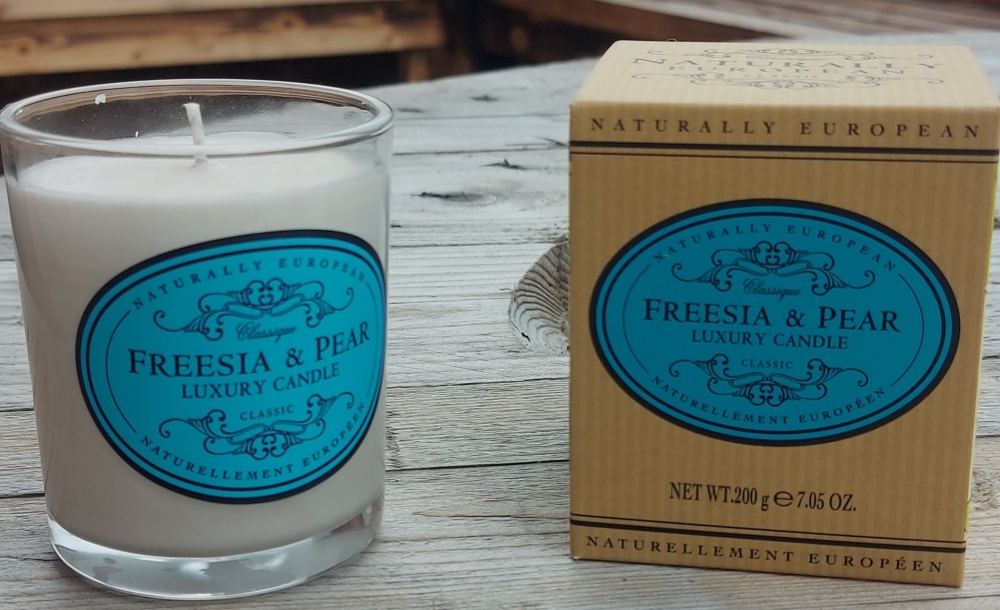 NATURALLY EUROPEAN
Classique
FREESIA & PEAR
LUXURY CANDLE
CLASSIC
NATURELLEMENT EUROPÉEN
NATURALLY
EUROPEAN
NATURALLY EUROPEAN
NATURALLY EUROPEAN
Classique
FREESIA & PEAR
LUXURY CANDLE
CLASSIC
NATURELLEMENT EUROPÉEN
NET WT.200 g ℮ 7.05 OZ.
NATURELLEMENT EUROPÉEN